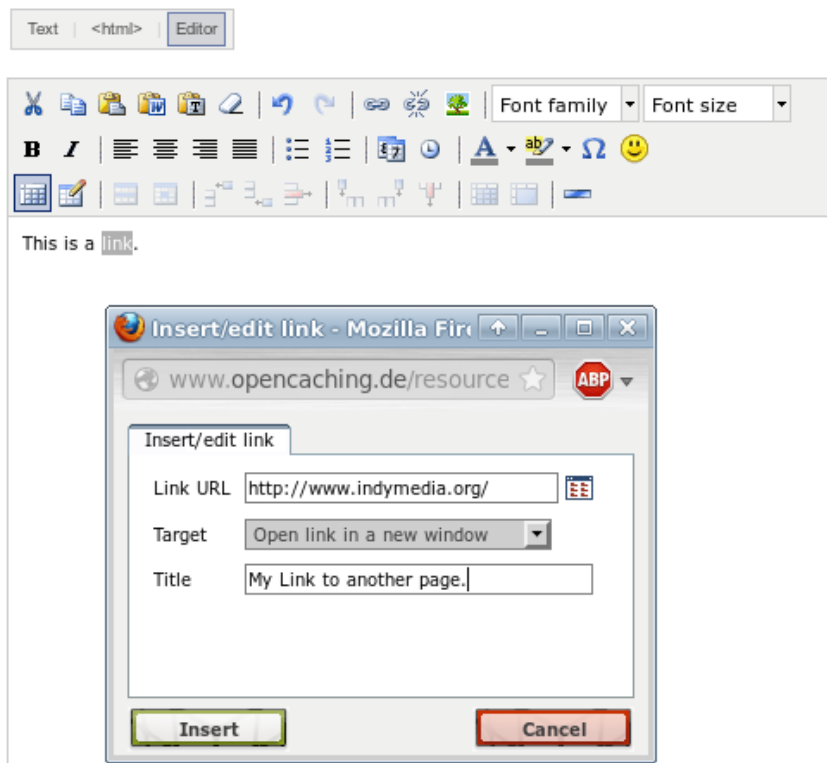 Text | <html> | Editor
Font family Font size
B I A ab Ω
This is a link.
Insert/edit link - Mozilla Fire
www.opencaching.de/resource ABP
Insert/edit link
Link URL http://www.indymedia.org/
Target Open link in a new window
Title My Link to another page.
Insert Cancel